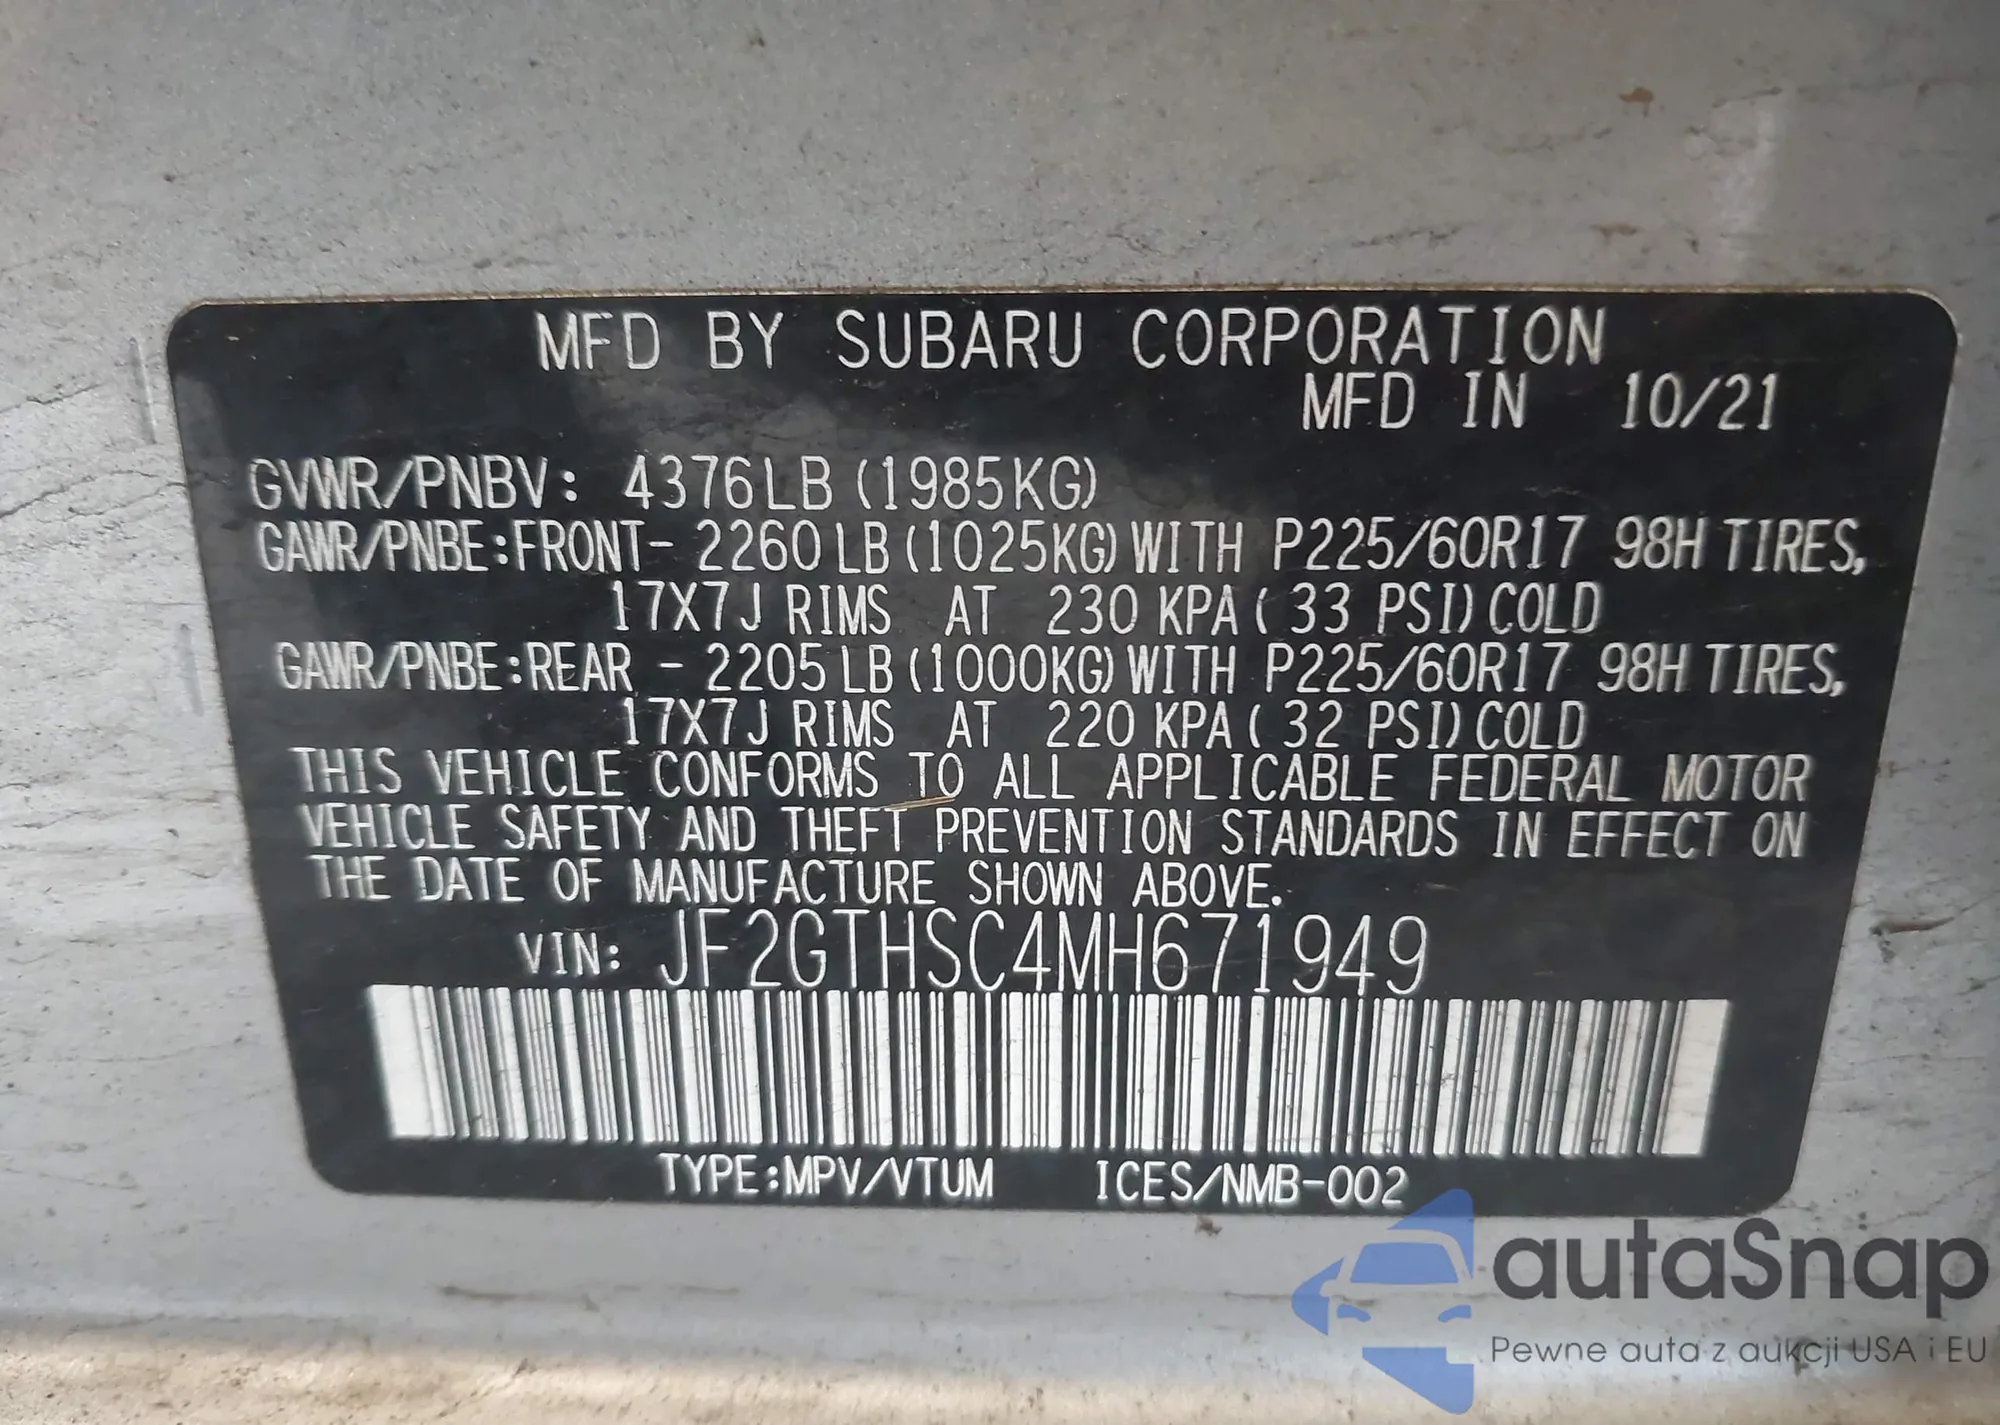 MFD BY SUBARU CORPORATION
MFD IN 10/21
GVWR/PNBV: 4376LB (1985KG)
GAWR/PNBE:FRONT- 2260LB (1025KG) WITH P225/60R17 98H TIRES,
17X7J RIMS AT 230 KPA ( 33 PSI) COLD
GAWR/PNBE:REAR - 2205LB (1000KG) WITH P225/60R17 98H TIRES,
17X7J RIMS AT 220 KPA ( 32 PSI) COLD
THIS VEHICLE CONFORMS TO ALL APPLICABLE FEDERAL MOTOR
VEHICLE SAFETY AND THEFT PREVENTION STANDARDS IN EFFECT ON
THE DATE OF MANUFACTURE SHOWN ABOVE.
VIN: JF2GTHSC4MH671949
TYPE:MPV/VTUM ICES/NMB-002
autaSnap
Pewne auta z aukcji USA i EU